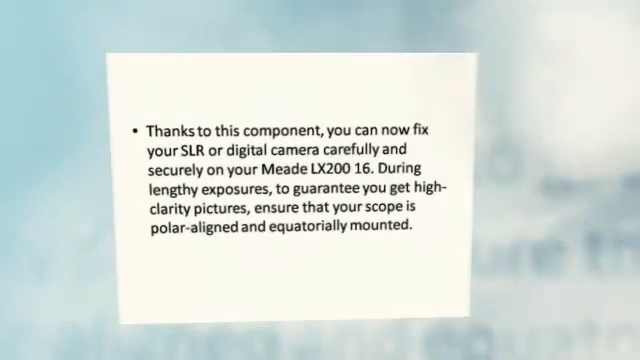 • Thanks to this component, you can now fix
your SLR or digital camera carefully and
securely on your Meade LX200 16. During
lengthy exposures, to guarantee you get high-
clarity pictures, ensure that your scope is
polar-aligned and equatorially mounted.